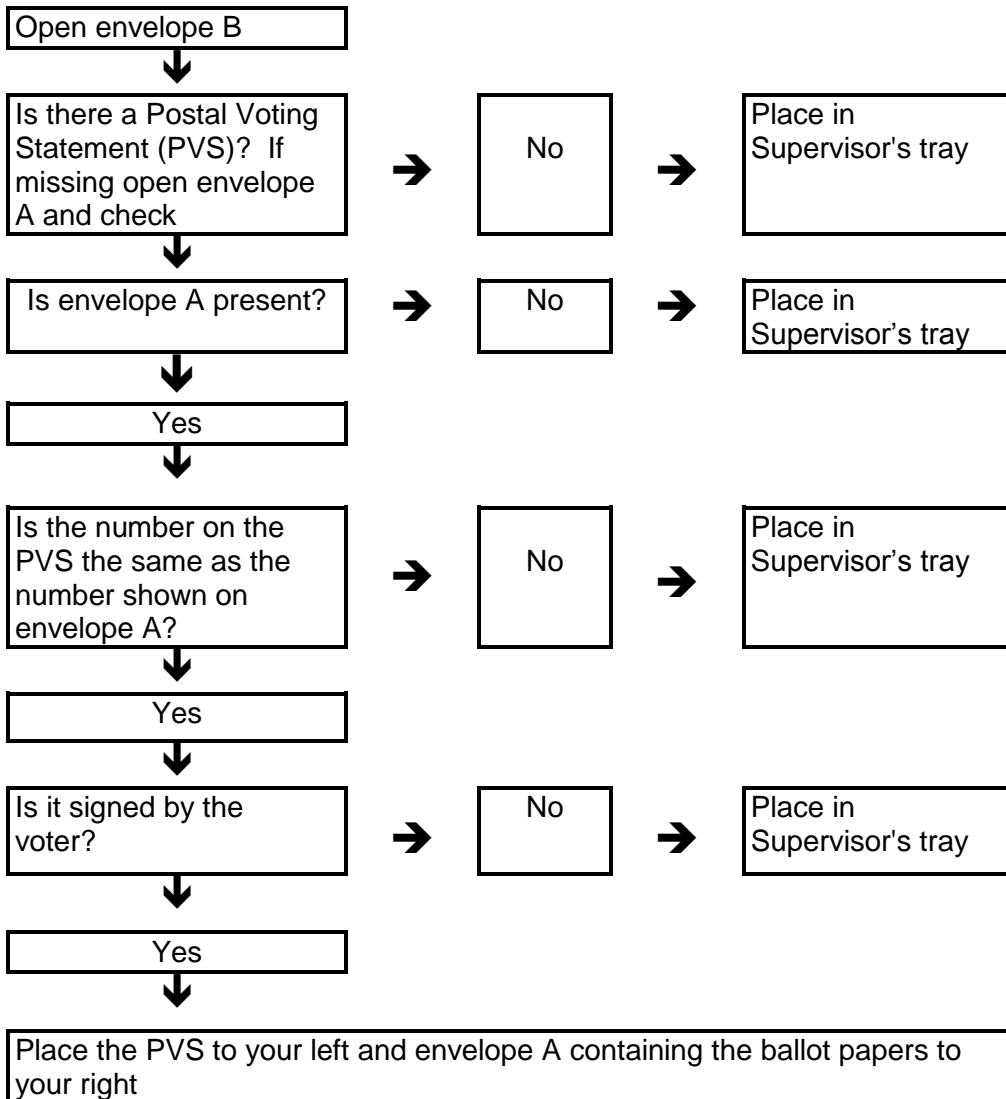 Open envelope B
Is there a Postal Voting
Statement (PVS)? If
missing open envelope
A and check
No
Place in
Supervisor's tray
Is envelope A present?
No
Place in
Supervisor’s tray
Yes
Is the number on the
PVS the same as the
number shown on
envelope A?
No
Place in
Supervisor’s tray
Yes
Is it signed by the
voter?
No
Place in
Supervisor's tray
Yes
Place the PVS to your left and envelope A containing the ballot papers to
your right